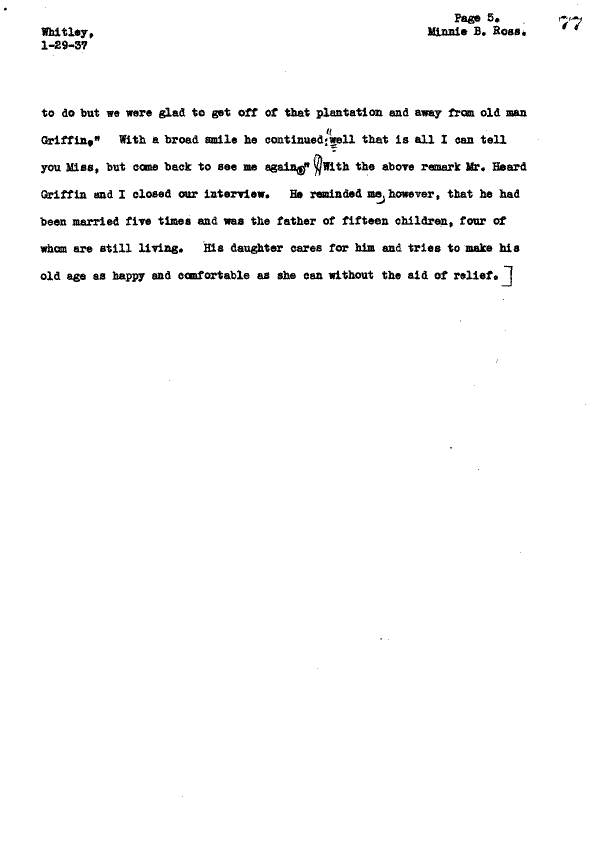 Page 5. 77
Whitley, Minnie B. Ross.
1-29-37
to do but we were glad to get off of that plantation and away from old man
Griffin." With a broad smile he continued: "well that is all I can tell
you Miss, but come back to see me again." With the above remark Mr. Heard
Griffin and I closed our interview. He reminded me, however, that he had
been married five times and was the father of fifteen children, four of
whom are still living. His daughter cares for him and tries to make his
old age as happy and comfortable as she can without the aid of relief.]